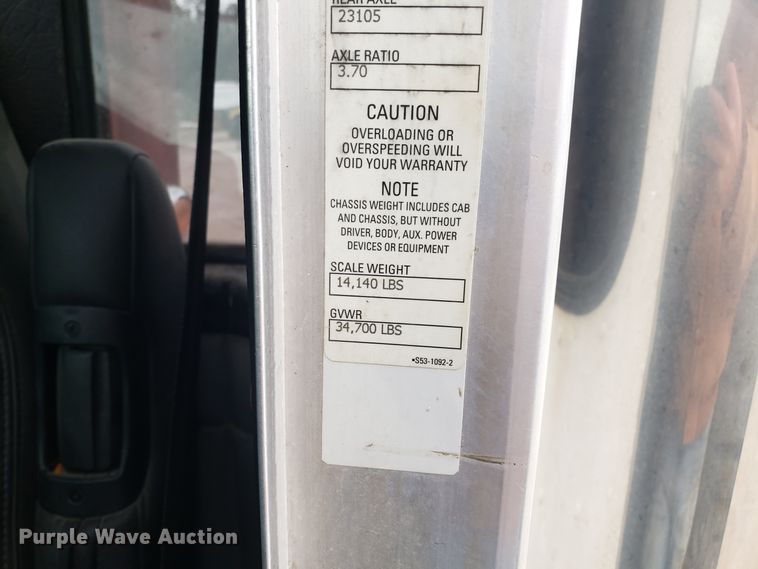 REAR AXLE
23105
AXLE RATIO
3.70
CAUTION
OVERLOADING OR
OVERSPEEDING WILL
VOID YOUR WARRANTY
NOTE
CHASSIS WEIGHT INCLUDES CAB
AND CHASSIS, BUT WITHOUT
DRIVER, BODY, AUX. POWER
DEVICES OR EQUIPMENT
SCALE WEIGHT
14,140 LBS
GVWR
34,700 LBS
•S53-1092-2
Purple Wave Auction